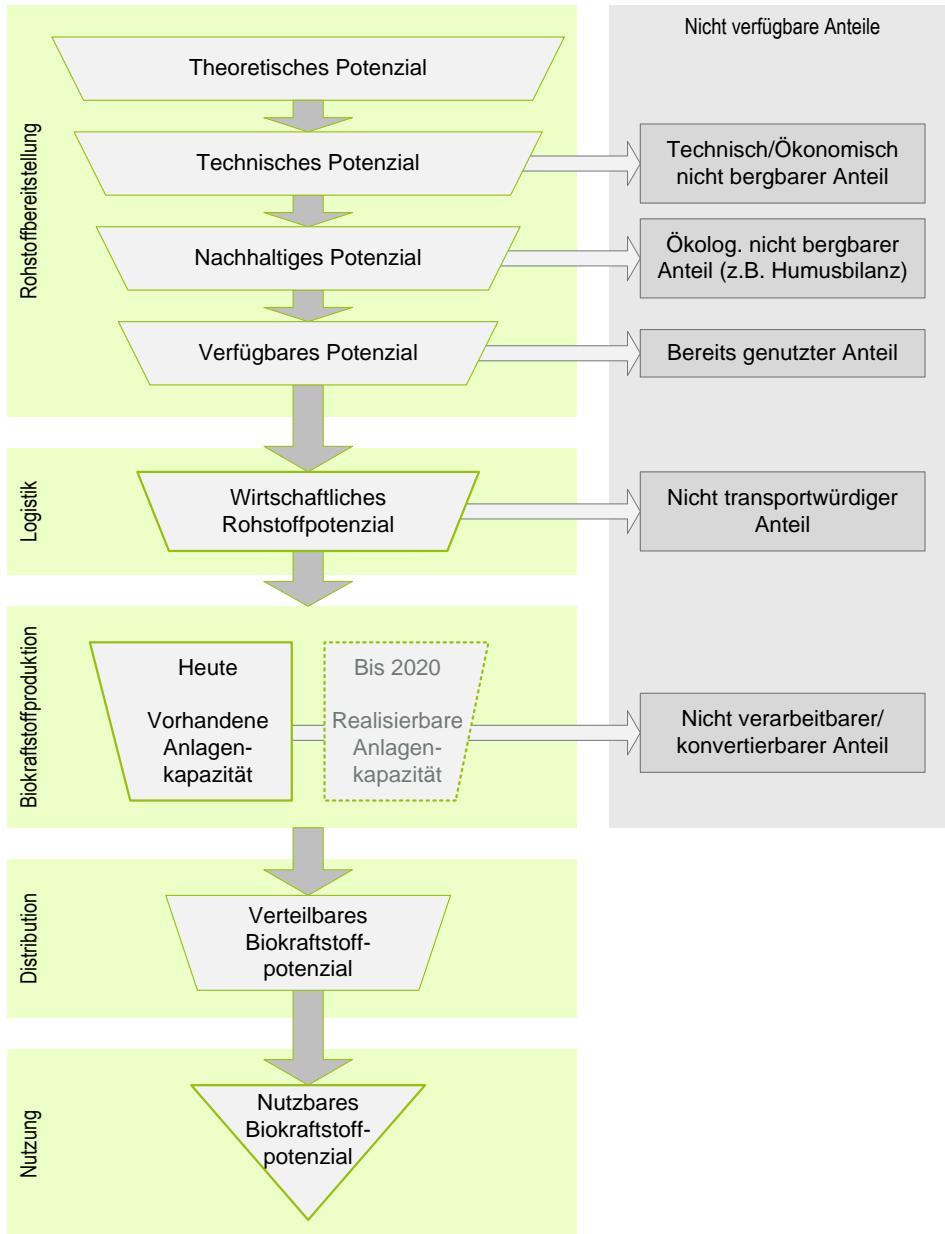 Nicht verfügbare Anteile
Rohstoffbereitstellung
Theoretisches Potenzial
Technisches Potenzial
Technisch/Ökonomisch
nicht bergbarer Anteil
Nachhaltiges Potenzial
Ökolog. nicht bergbarer
Anteil (z.B. Humusbilanz)
Verfügbares Potenzial
Bereits genutzter Anteil
Logistik
Wirtschaftliches
Rohstoffpotenzial
Nicht transportwürdiger
Anteil
Biokraftstoffproduktion
Heute
Vorhandene
Anlagen-
kapazität
Bis 2020
Realisierbare
Anlagen-
kapazität
Nicht verarbeitbarer/
konvertierbarer Anteil
Distribution
Verteilbares
Biokraftstoff-
potenzial
Nutzung
Nutzbares
Biokraftstoff-
potenzial